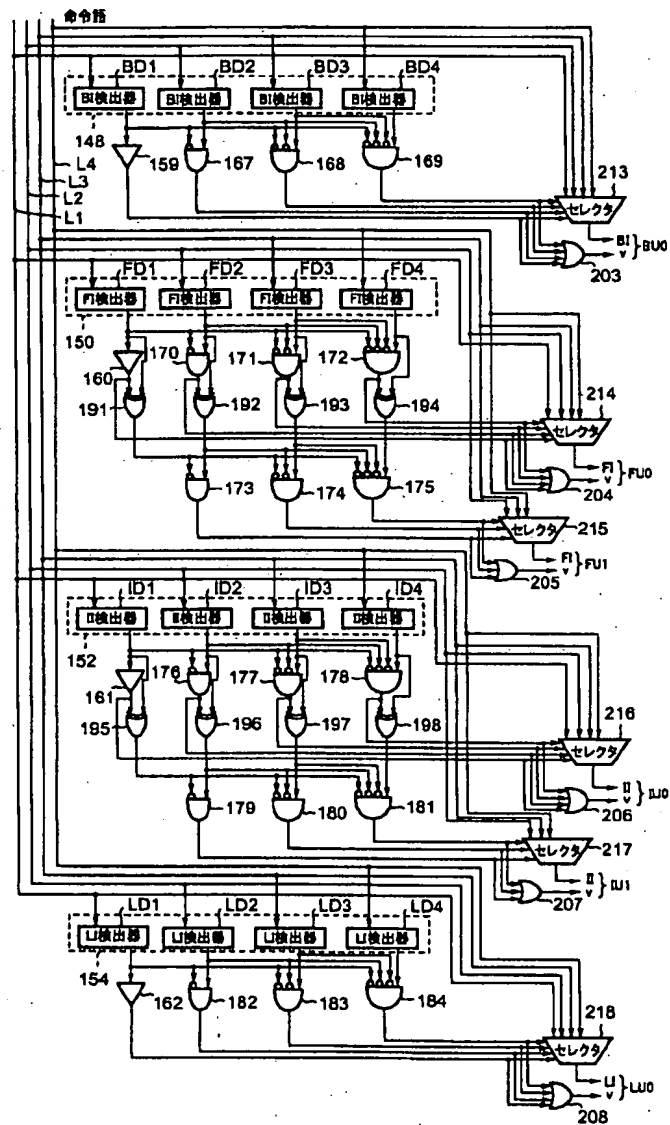 命令語
BD1 BD2 BD3 BD4
BI検出器 BI検出器 BI検出器 BI検出器
148
159 167 168 169
L4
L3
L2
L1
213
セレクタ
BI
V
BU0
203
FD1 FD2 FD3 FD4
FI検出器 FI検出器 FI検出器 FI検出器
150
160 170 171 172
191 192 193 194
214
セレクタ
173 174 175
FI
V
FU0
204
セレクタ
215
FI
V
FU1
205
ID1 ID2 ID3 ID4
II検出器 II検出器 II検出器 II検出器
152
161 176 177 178
195 196 197 198
216
セレクタ
179 180 181
II
V
IU0
206
セレクタ
217
II
V
IU1
207
LD1 LD2 LD3 LD4
LI検出器 LI検出器 LI検出器 LI検出器
154
162 182 183 184
218
セレクタ
LI
V
LU0
208